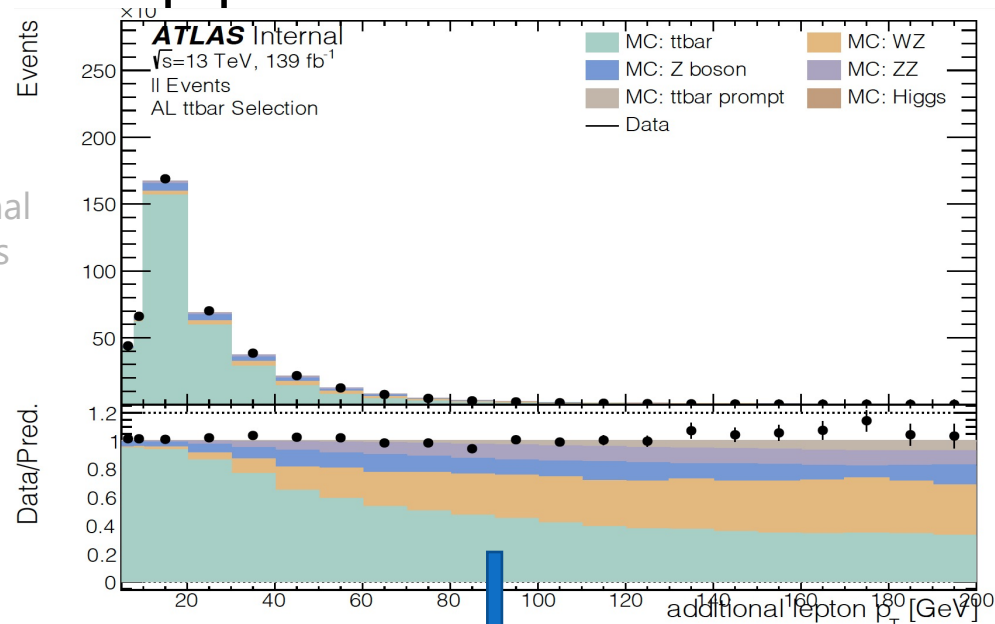 ×10
Events
ATLAS Internal
√s=13 TeV, 139 fb⁻¹
ll Events
AL ttbar Selection
MC: ttbar
MC: WZ
MC: Z boson
MC: ZZ
MC: ttbar prompt
MC: Higgs
Data
250
200
150
100
50
al
s
Data/Pred.
1.2
1
0.8
0.6
0.4
0.2
0
20 40 60 80 100 120 140 160 200
additional lepton pT [GeV]